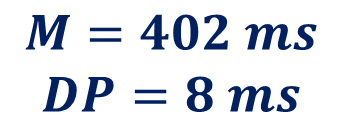 M = 402 ms
DP = 8 ms